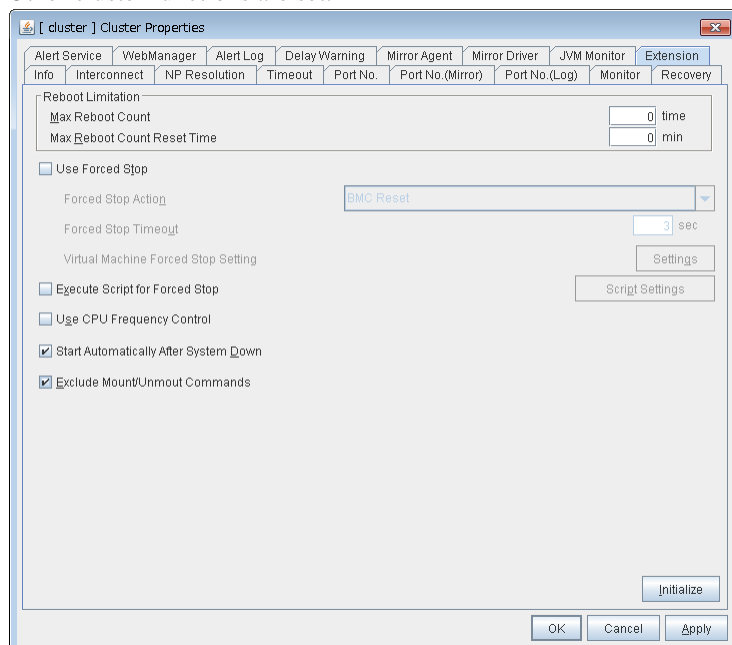 [ cluster ] Cluster Properties
Alert Service WebManager Alert Log Delay Warning Mirror Agent Mirror Driver JVM Monitor Extension
Info Interconnect NP Resolution Timeout Port No. Port No.(Mirror) Port No.(Log) Monitor Recovery
Reboot Limitation
Max Reboot Count 0 time
Max Reboot Count Reset Time 0 min
Use Forced Stop
Forced Stop Action BMC Reset
Forced Stop Timeout 3 sec
Virtual Machine Forced Stop Setting Settings
Execute Script for Forced Stop Script Settings
Use CPU Frequency Control
Start Automatically After System Down
Exclude Mount/Unmout Commands
Initialize
OK Cancel Apply